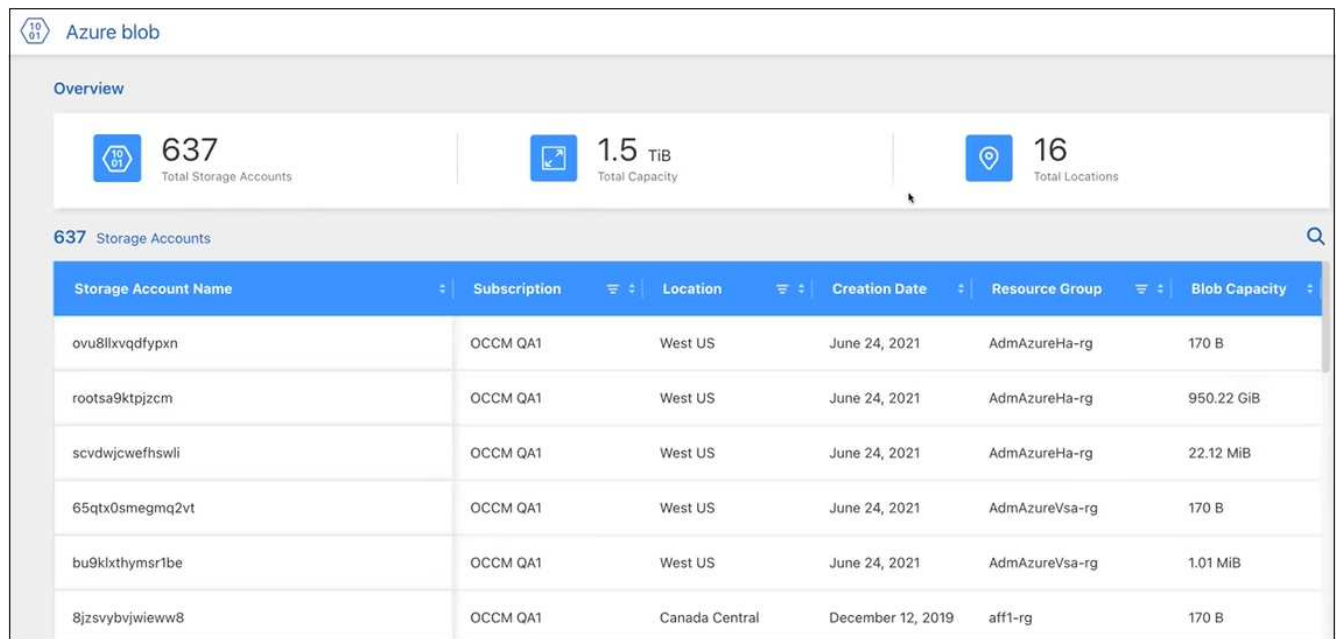 Azure blob
Overview
637 1.5 TiB 16
Total Storage Accounts Total Capacity Total Locations
637 Storage Accounts
Storage Account Name Subscription Location Creation Date Resource Group Blob Capacity
ovu8llxvqdfypxn OCCM QA1 West US June 24, 2021 AdmAzureHa-rg 170 B
rootsa9ktpjzcm OCCM QA1 West US June 24, 2021 AdmAzureHa-rg 950.22 GiB
scvdwjcwefhswli OCCM QA1 West US June 24, 2021 AdmAzureHa-rg 22.12 MiB
65qtx0smegmq2vt OCCM QA1 West US June 24, 2021 AdmAzureVsa-rg 170 B
bu9klxthymsr1be OCCM QA1 West US June 24, 2021 AdmAzureVsa-rg 1.01 MiB
8jzsvybvjwieww8 OCCM QA1 Canada Central December 12, 2019 aff1-rg 170 B